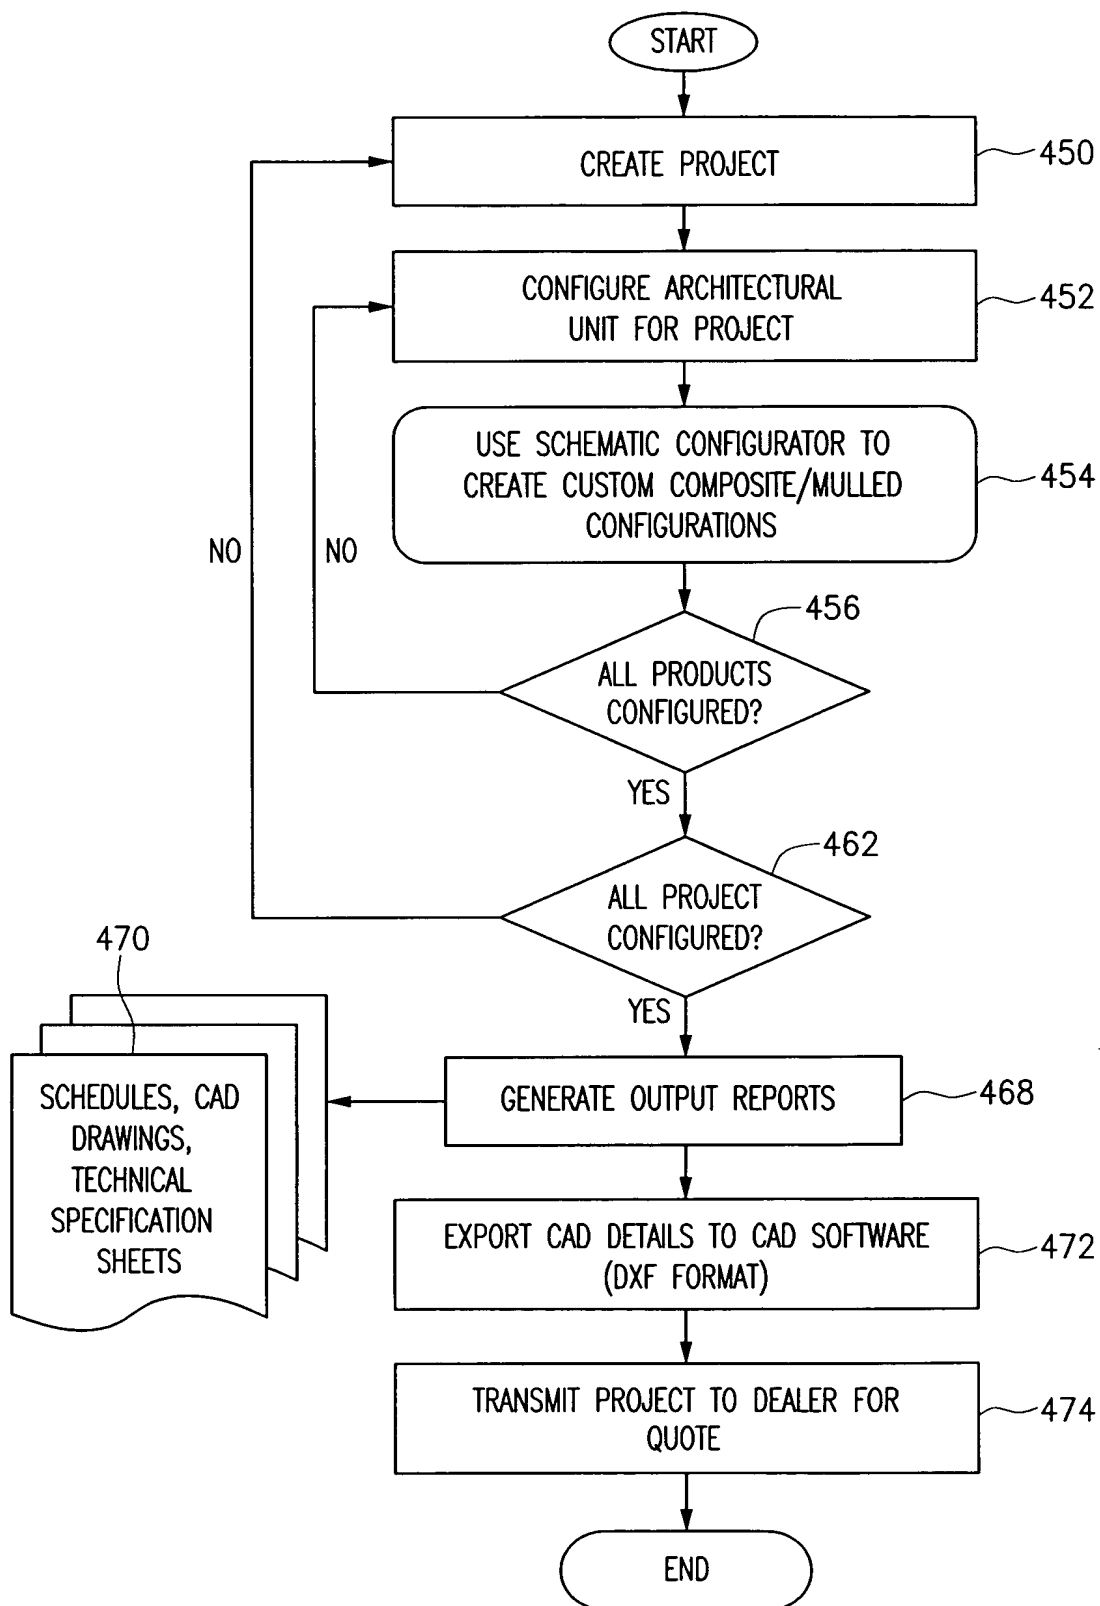 START
CREATE PROJECT
450
CONFIGURE ARCHITECTURAL
UNIT FOR PROJECT
452
USE SCHEMATIC CONFIGURATOR TO
CREATE CUSTOM COMPOSITE/MULLED
CONFIGURATIONS
454
NO
NO
456
ALL PRODUCTS
CONFIGURED?
YES
462
ALL PROJECT
CONFIGURED?
YES
470
SCHEDULES, CAD
DRAWINGS,
TECHNICAL
SPECIFICATION
SHEETS
GENERATE OUTPUT REPORTS
468
EXPORT CAD DETAILS TO CAD SOFTWARE
(DXF FORMAT)
472
TRANSMIT PROJECT TO DEALER FOR
QUOTE
474
END